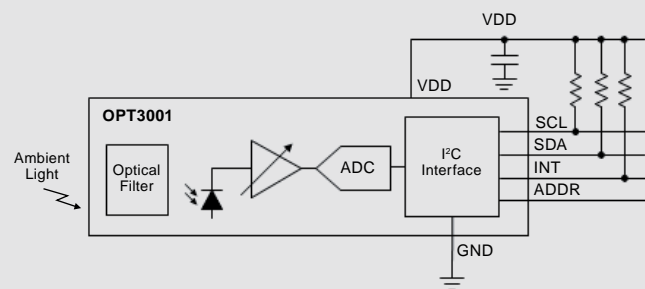 VDD
VDD
OPT3001
SCL
SDA
INT
ADDR
Ambient
Light
Optical
Filter
ADC
I²C
Interface
GND